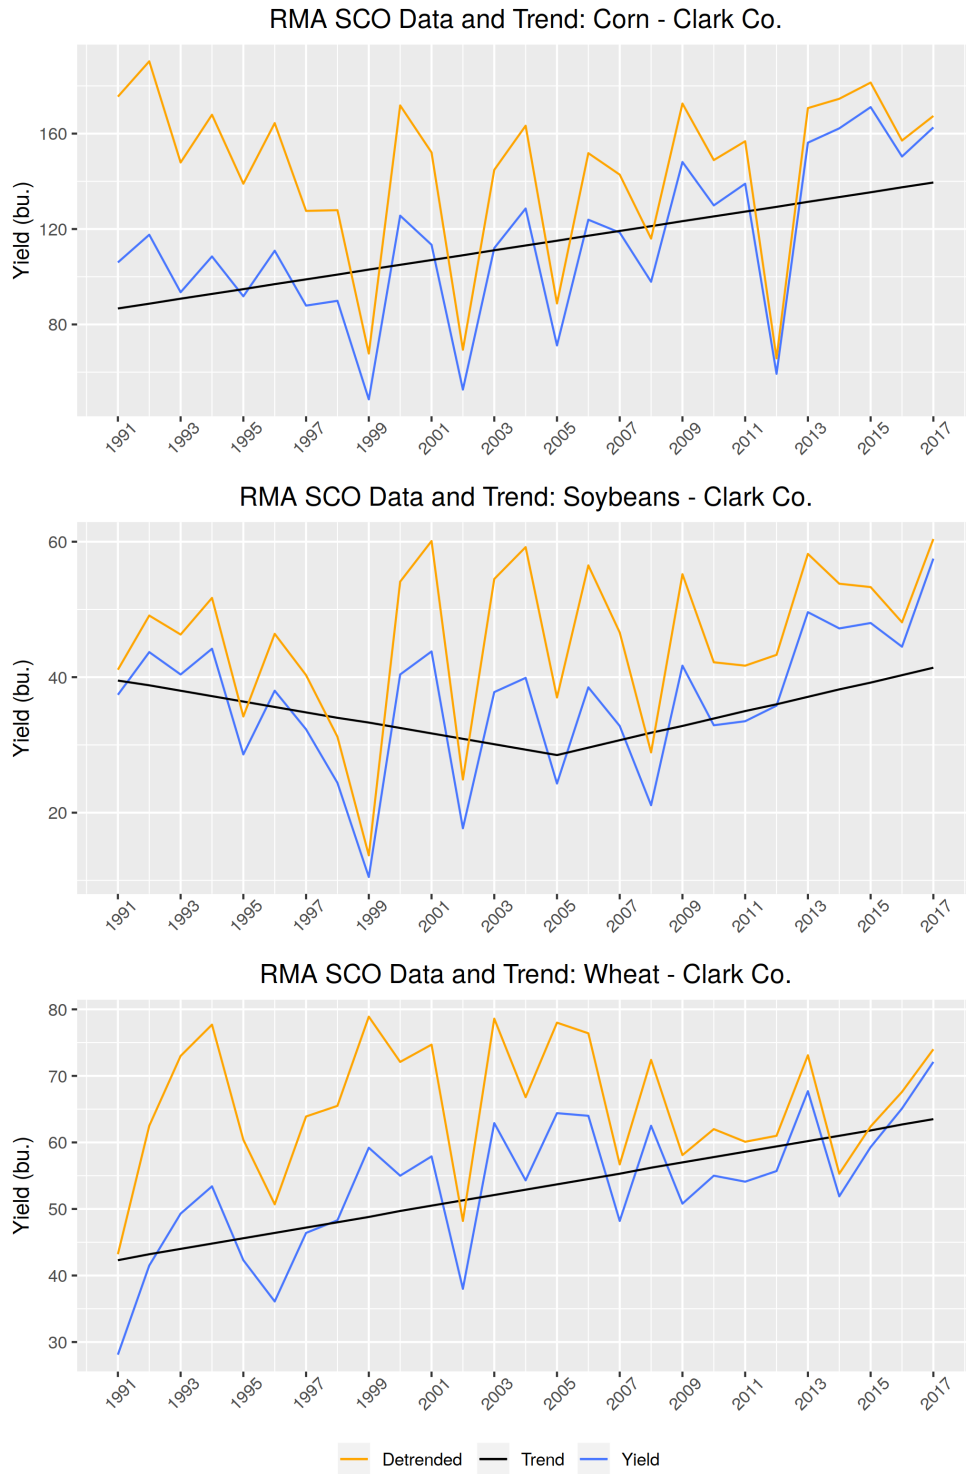 RMA SCO Data and Trend: Corn - Clark Co.
Yield (bu.)
160
120
80
1991 1993 1995 1997 1999 2001 2003 2005 2007 2009 2011 2013 2015 2017
RMA SCO Data and Trend: Soybeans - Clark Co.
Yield (bu.)
60
40
20
1991 1993 1995 1997 1999 2001 2003 2005 2007 2009 2011 2013 2015 2017
RMA SCO Data and Trend: Wheat - Clark Co.
Yield (bu.)
80
70
60
50
40
30
1991 1993 1995 1997 1999 2001 2003 2005 2007 2009 2011 2013 2015 2017
Detrended Trend Yield